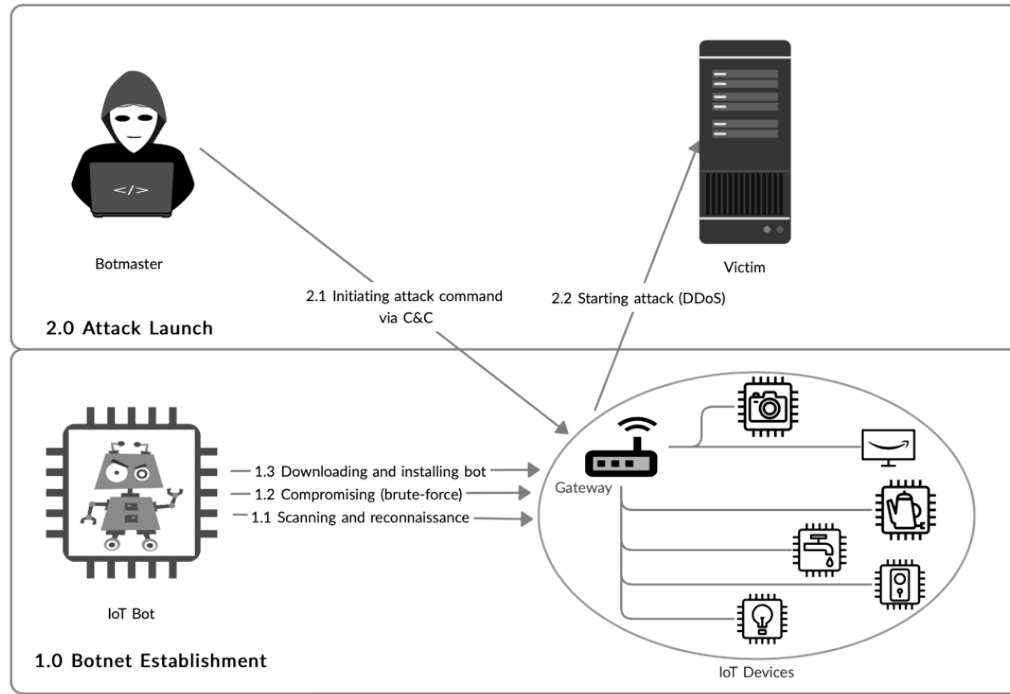 </>
Botmaster
Victim
2.1 Initiating attack command
via C&C
2.2 Starting attack (DDoS)
2.0 Attack Launch
1.3 Downloading and installing bot
1.2 Compromising (brute-force)
1.1 Scanning and reconnaissance
Gateway
IoT Bot
1.0 Botnet Establishment
IoT Devices